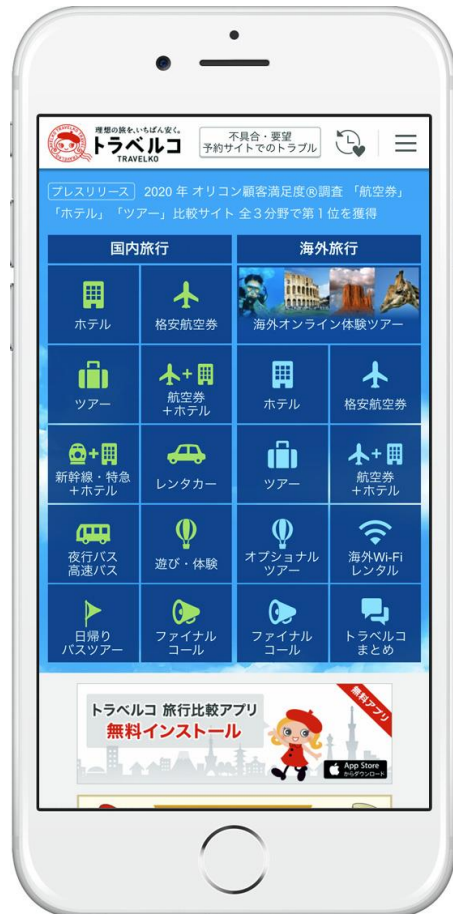 理想の旅を、いちばん安く。
トラベルコ
TRAVELKO
不具合・要望
予約サイトでのトラブル
プレスリリース 2020 年 オリコン顧客満足度®調査 「航空券」
「ホテル」「ツアー」比較サイト 全3分野で第1位を獲得
国内旅行
海外旅行
ホテル
格安航空券
海外オンライン体験ツアー
ツアー
航空券
+ホテル
ホテル
格安航空券
新幹線・特急
+ホテル
レンタカー
ツアー
航空券
+ホテル
夜行バス
高速バス
遊び・体験
オプショナル
ツアー
海外Wi-Fi
レンタル
日帰り
バスツアー
ファイナル
コール
ファイナル
コール
トラベルコ
まとめ
トラベルコ 旅行比較アプリ
無料インストール
無料アプリ
App Store
からダウンロード